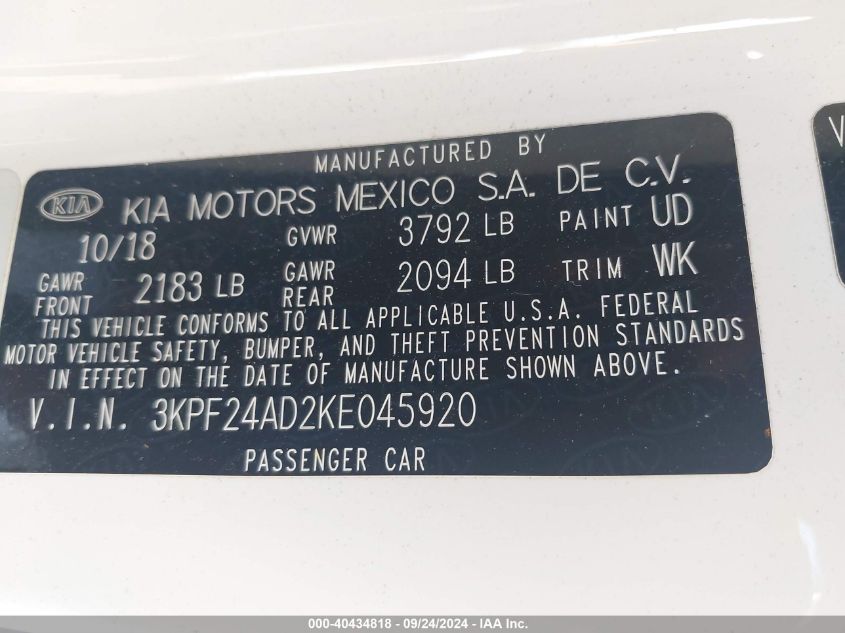 MANUFACTURED BY
KIA KIA MOTORS MEXICO S.A. DE C.V.
10/18 GVWR 3792 LB PAINT UD
GAWR FRONT 2183 LB GAWR REAR 2094 LB TRIM WK
THIS VEHICLE CONFORMS TO ALL APPLICABLE U.S.A. FEDERAL
MOTOR VEHICLE SAFETY, BUMPER, AND THEFT PREVENTION STANDARDS
IN EFFECT ON THE DATE OF MANUFACTURE SHOWN ABOVE.
V.I.N. 3KPF24AD2KE045920
PASSENGER CAR
V
000-40434818 - 09/24/2024 - IAA Inc.